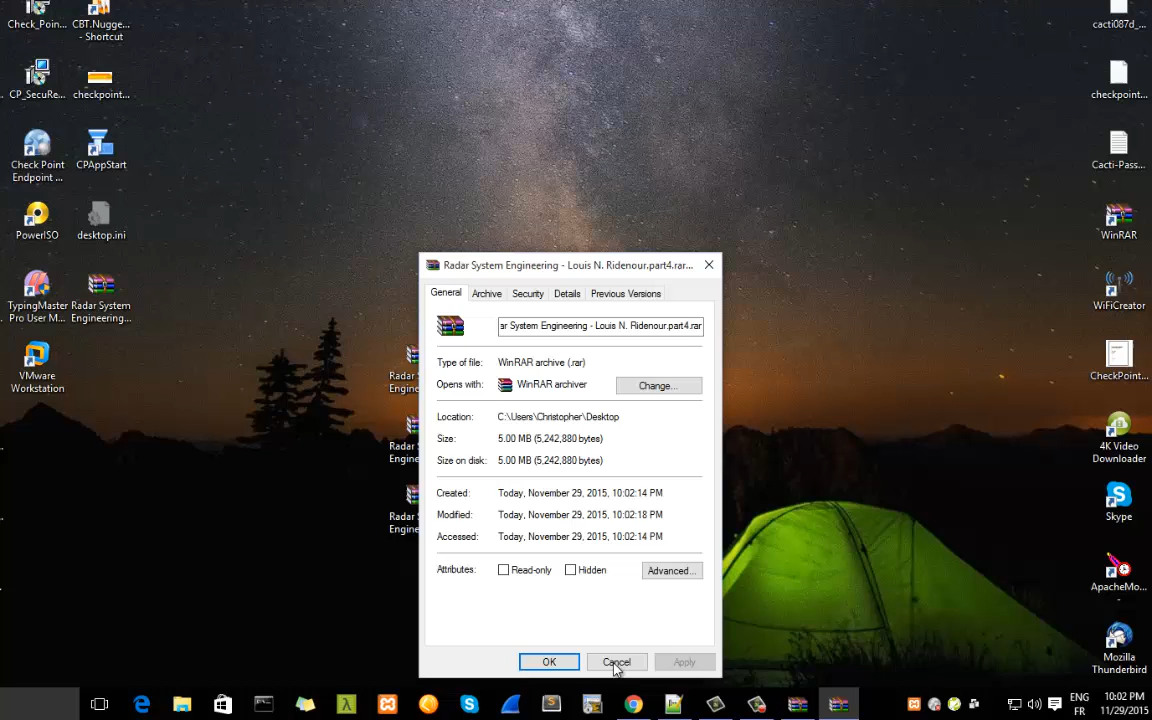 Check_Poin...
CBT.Nugge...
- Shortcut
CP_SecuRe...
checkpoint...
Check Point
Endpoint ...
CPAppStart
PowerISO
desktop.ini
TypingMaster
Pro User M...
Radar System
Engineering...
VMware
Workstation
Rad
Engine
Rad
Engine
Rad
Engine
Radar System Engineering - Louis N. Ridenour.part4.rar...
General
Archive
Security
Details
Previous Versions
ar System Engineering - Louis N. Ridenour.part4.rar
Type of file:
WinRAR archive (.rar)
Opens with:
WinRAR archiver
Change...
Location:
C:\Users\Christopher\Desktop
Size:
5.00 MB (5,242,880 bytes)
Size on disk:
5.00 MB (5,242,880 bytes)
Created:
Today, November 29, 2015, 10:02:14 PM
Modified:
Today, November 29, 2015, 10:02:18 PM
Accessed:
Today, November 29, 2015, 10:02:14 PM
Attributes:
Read-only
Hidden
Advanced...
OK
Cancel
Apply
cacti087d_...
checkpoint...
Cacti-Pass...
WinRAR
WiFiCreator
CheckPoint...
4K Video
Downloader
Skype
ApacheMo...
Mozilla
Thunderbird
ENG
FR
10:02 PM
11/29/2015